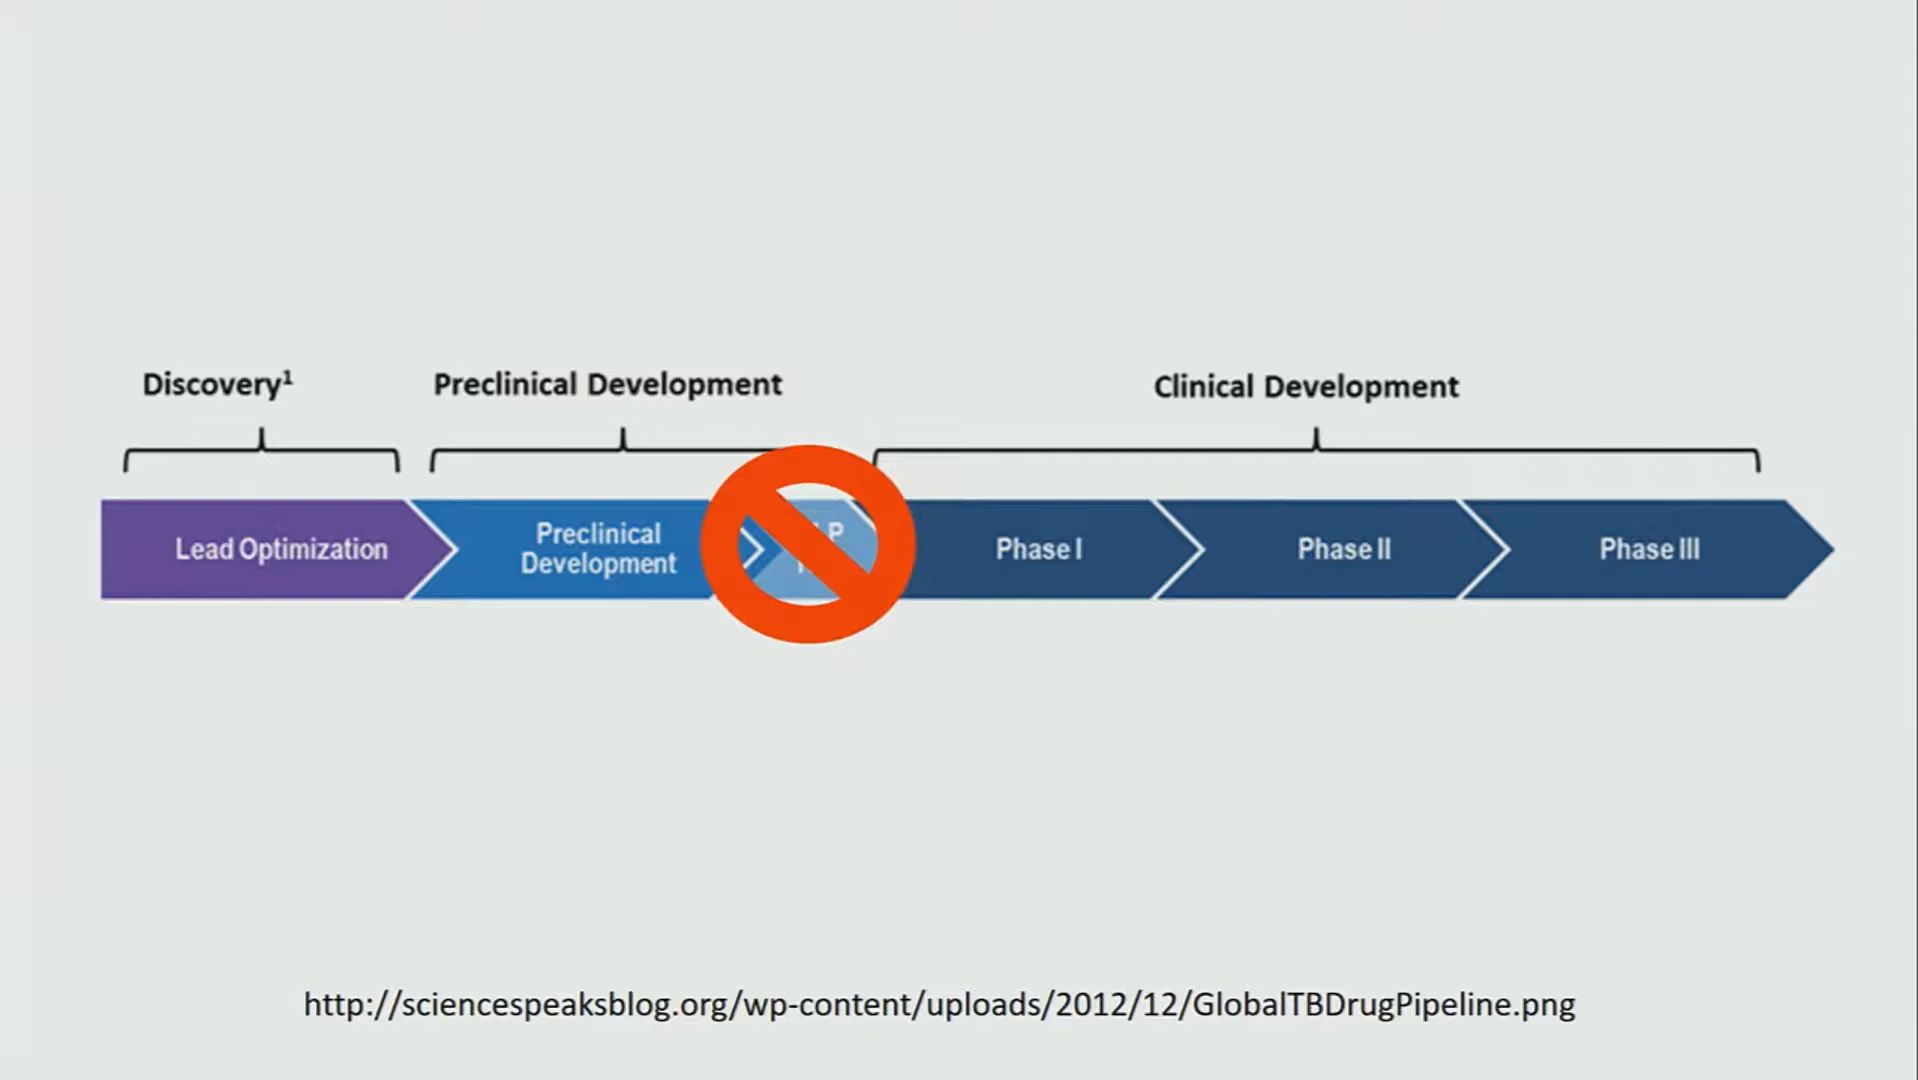 Discovery¹
Preclinical Development
Clinical Development
Lead Optimization
Preclinical
Development
Phase I
Phase II
Phase III
http://sciencespeaksblog.org/wp-content/uploads/2012/12/GlobalTBDrugPipeline.png